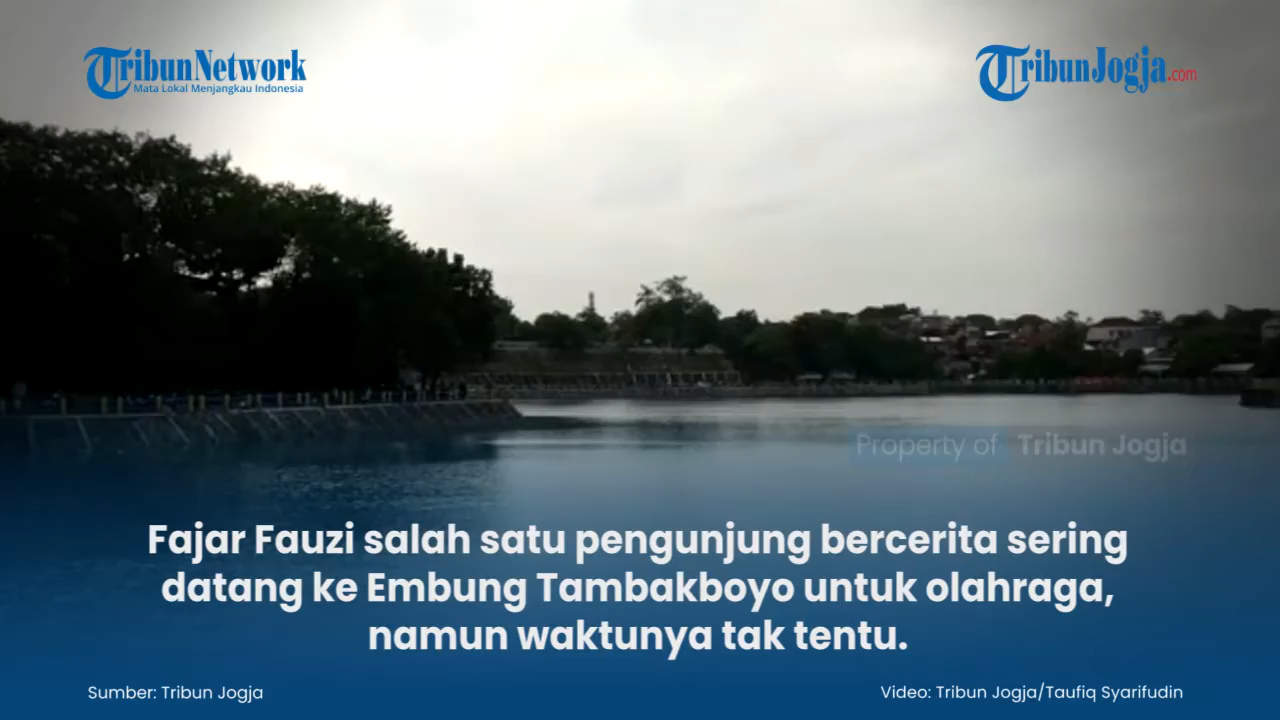 TribunNetwork
Mata Lokal Menjangkau Indonesia
TribunJogja.com
Property of Tribun Jogja
Fajar Fauzi salah satu pengunjung bercerita sering
datang ke Embung Tambakboyo untuk olahraga,
namun waktunya tak tentu.
Sumber: Tribun Jogja
Video: Tribun Jogja/Taufiq Syarifudin